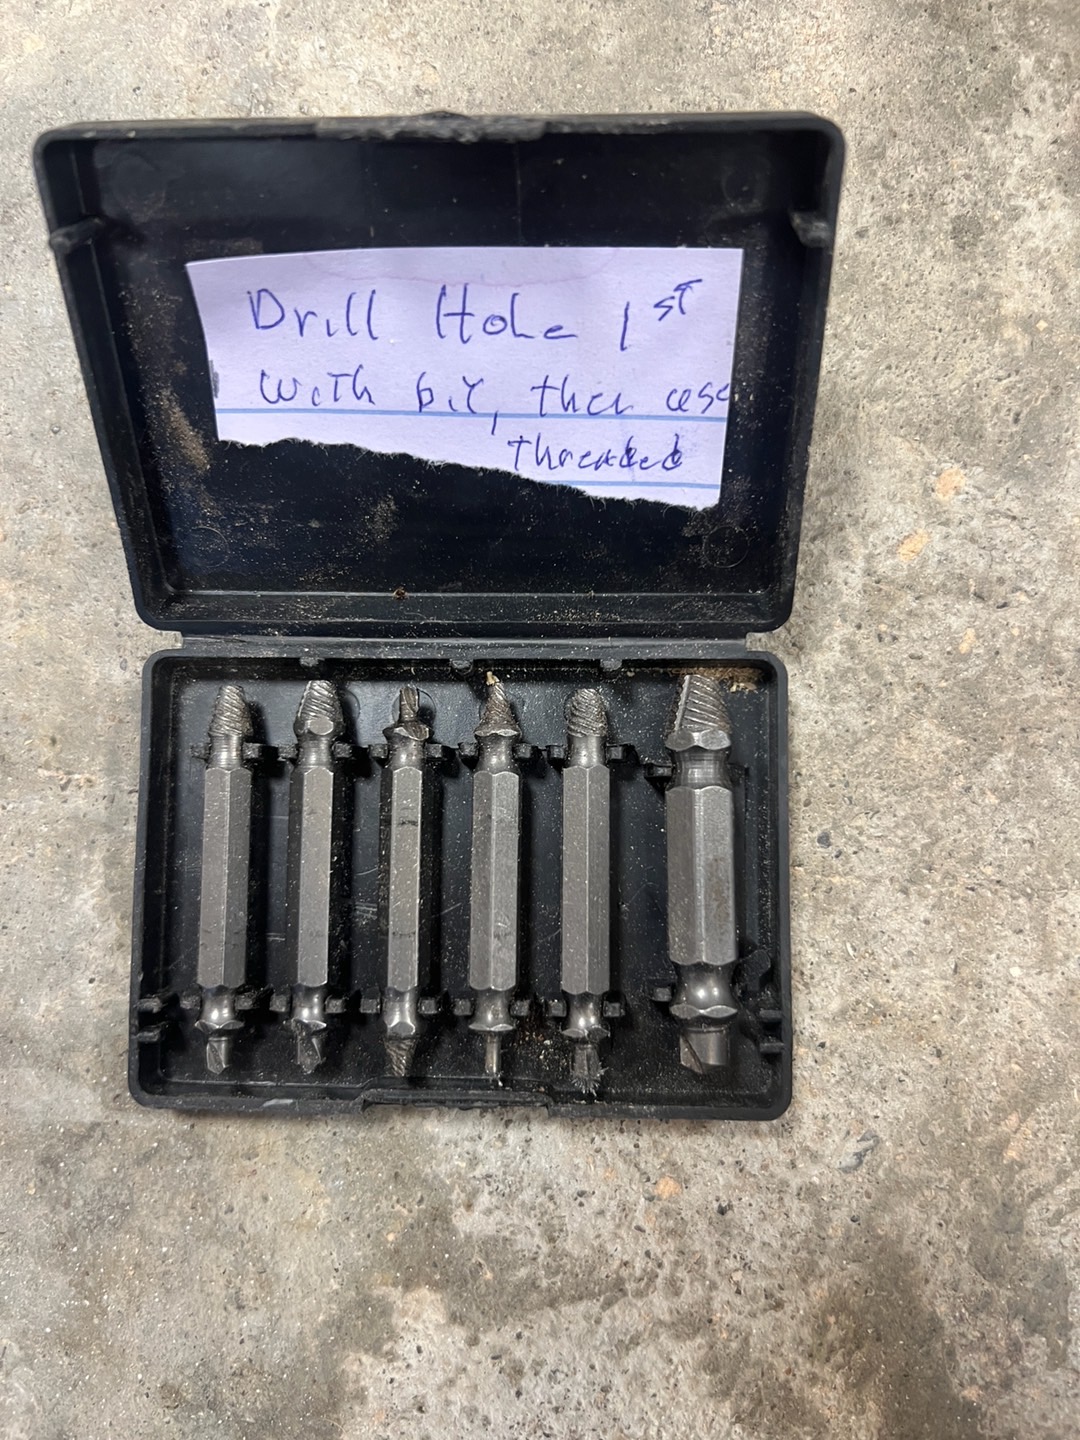 Drill Hole 1st
with bit, then use
threaded